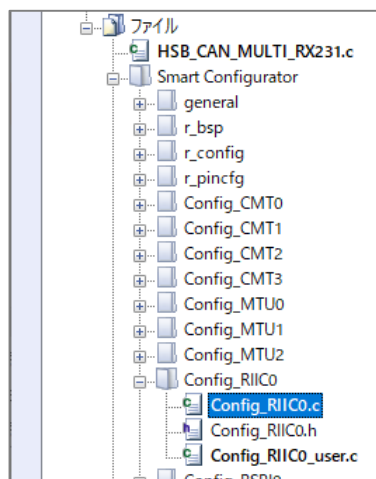 ファイル
HSB_CAN_MULTI_RX231.c
Smart Configurator
general
r_bsp
r_config
r_pincfg
Config_CMT0
Config_CMT1
Config_CMT2
Config_CMT3
Config_MTU0
Config_MTU1
Config_MTU2
Config_RIIC0
Config_RIIC0.c
Config_RIIC0.h
Config_RIIC0_user.c